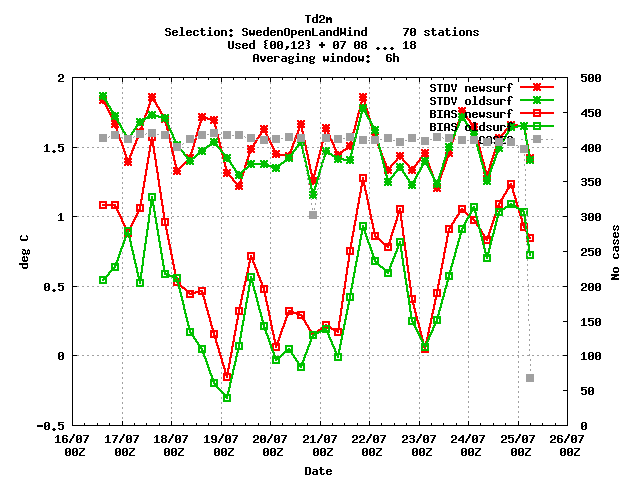 Td2m
Selection: SwedenOpenLandWind 70 stations
Used {00,12} + 07 08 ... 18
Averaging window: 6h
STDV newsurf
STDV oldsurf
BIAS newsurf
BIAS oldsurf
2
1.5
1
0.5
0
-0.5
deg C
500
450
400
350
300
250
200
150
100
50
0
No cases
16/07 17/07 18/07 19/07 20/07 21/07 22/07 23/07 24/07 25/07 26/07
00Z 00Z 00Z 00Z 00Z 00Z 00Z 00Z 00Z 00Z 00Z
Date